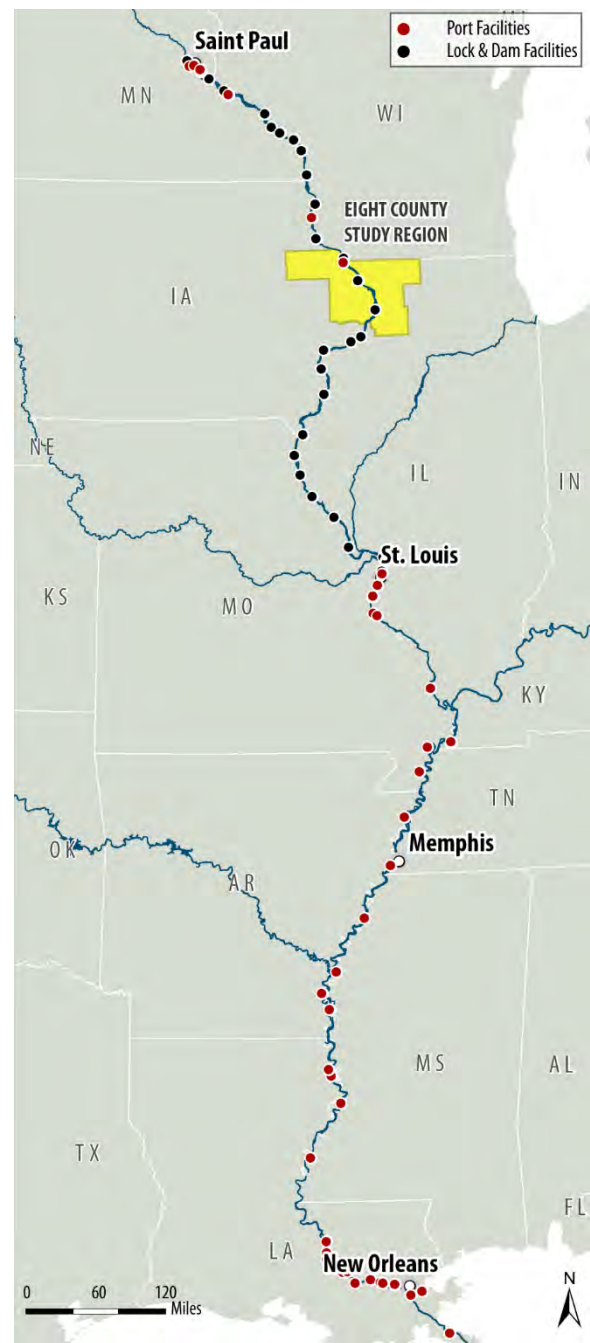 Port Facilities
Lock & Dam Facilities
Saint Paul
MN
WI
EIGHT COUNTY
STUDY REGION
IA
NE
IL
IN
St. Louis
KS
MO
KY
TN
OK
Memphis
AR
MS
AL
TX
FL
LA
New Orleans
0 60 120
Miles
N